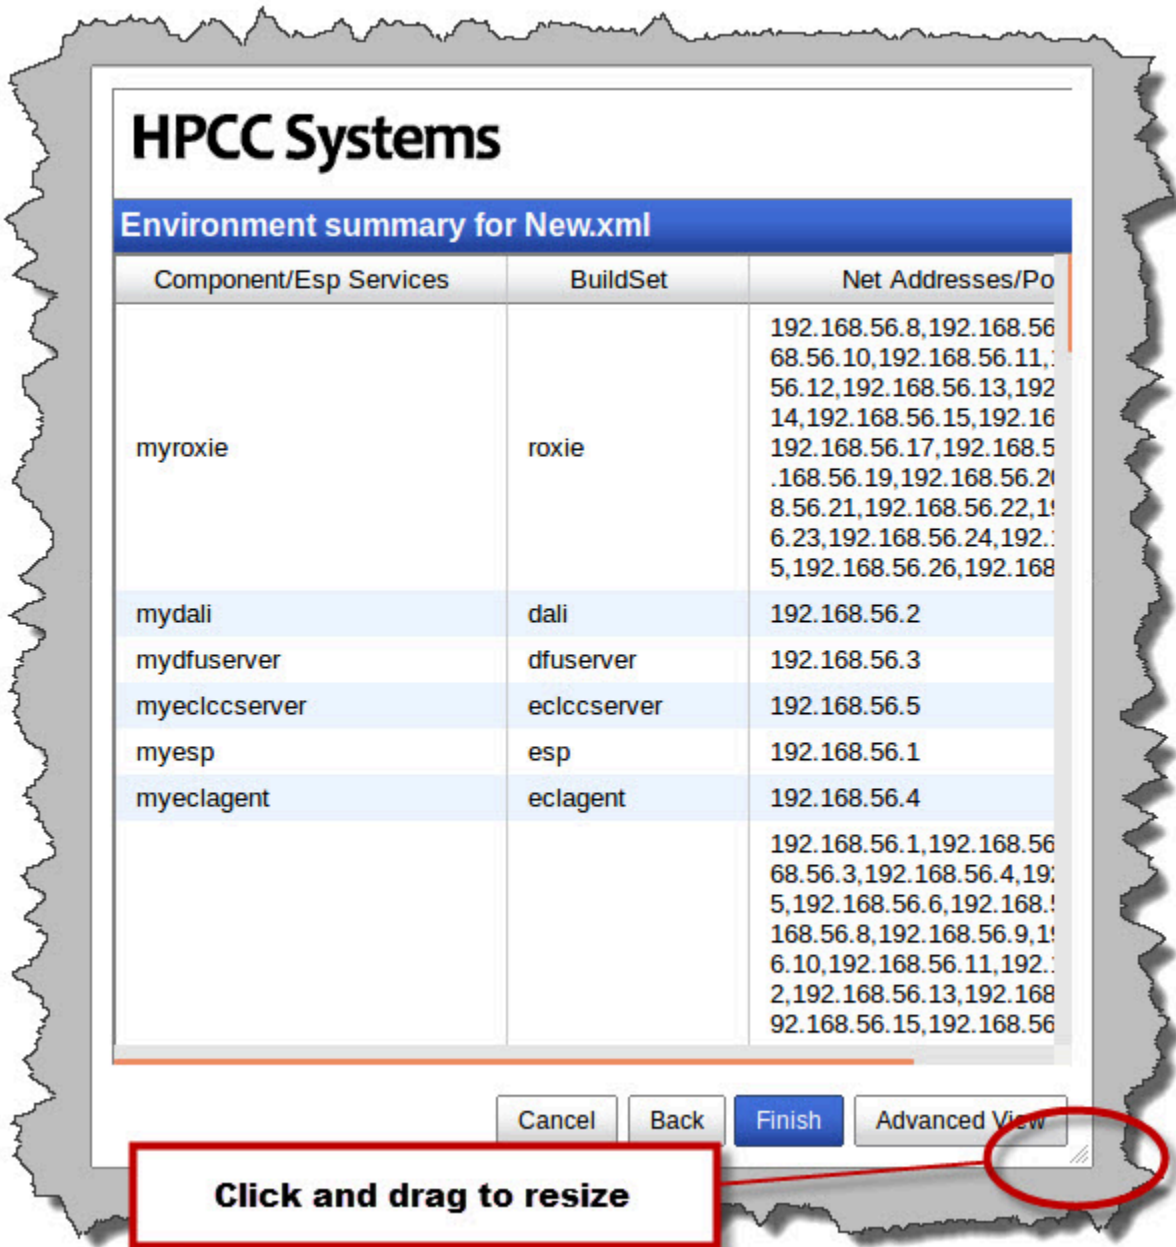 HPCC Systems
Environment summary for New.xml
Component/Esp Services BuildSet Net Addresses/Po
192.168.56.8,192.168.56
68.56.10,192.168.56.11,
56.12,192.168.56.13,192
14,192.168.56.15,192.16
myroxie roxie 192.168.56.17,192.168.5
.168.56.19,192.168.56.20
8.56.21,192.168.56.22,19
6.23,192.168.56.24,192.
5,192.168.56.26,192.168
mydali dali 192.168.56.2
mydfuserver dfuserver 192.168.56.3
myeclccserver eclccserver 192.168.56.5
myesp esp 192.168.56.1
myeclagent eclagent 192.168.56.4
192.168.56.1,192.168.56
68.56.3,192.168.56.4,192
5,192.168.56.6,192.168.
168.56.8,192.168.56.9,19
6.10,192.168.56.11,192.
2,192.168.56.13,192.168
92.168.56.15,192.168.56
Cancel Back Finish Advanced View
Click and drag to resize